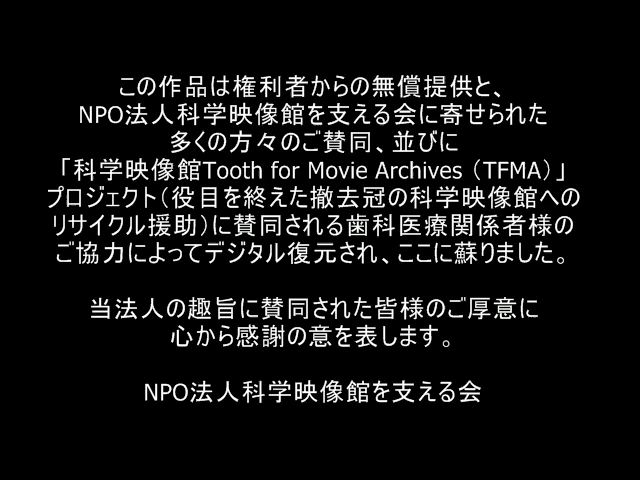 この作品は権利者からの無償提供と、
NPO法人科学映像館を支える会に寄せられた
多くの方々のご賛同、並びに
「科学映像館Tooth for Movie Archives（TFMA）」
プロジェクト（役目を終えた撤去冠の科学映像館への
リサイクル援助）に賛同される歯科医療関係者様の
ご協力によってデジタル復元され、ここに蘇りました。
当法人の趣旨に賛同された皆様のご厚意に
心から感謝の意を表します。
NPO法人科学映像館を支える会